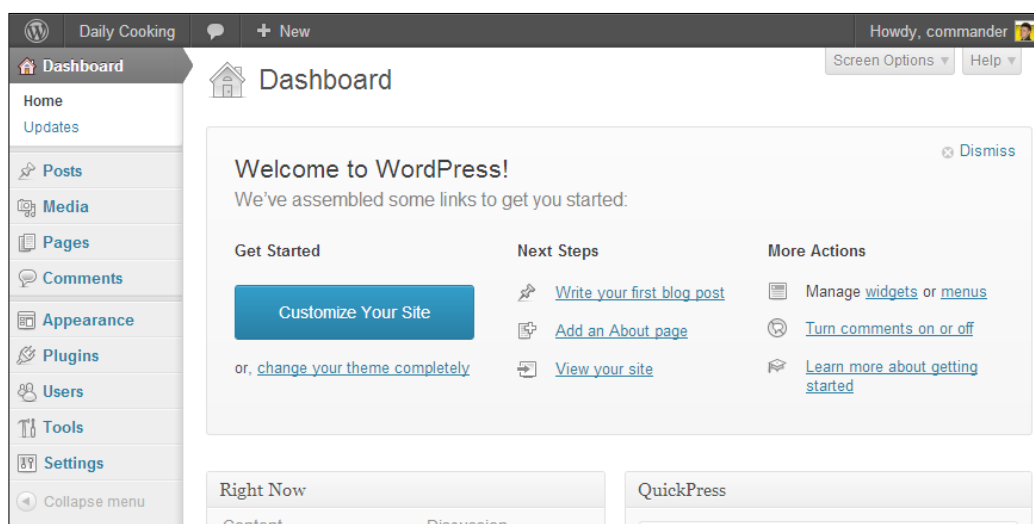 Daily Cooking
+ New
Howdy, commander
Dashboard
Home
Updates
Posts
Media
Pages
Comments
Appearance
Plugins
Users
Tools
Settings
Collapse menu
Dashboard
Screen Options
Help
Dismiss
Welcome to WordPress!
We've assembled some links to get you started:
Get Started
Customize Your Site
or, change your theme completely
Next Steps
Write your first blog post
Add an About page
View your site
More Actions
Manage widgets or menus
Turn comments on or off
Learn more about getting
started
Right Now
Content
Discussion
QuickPress